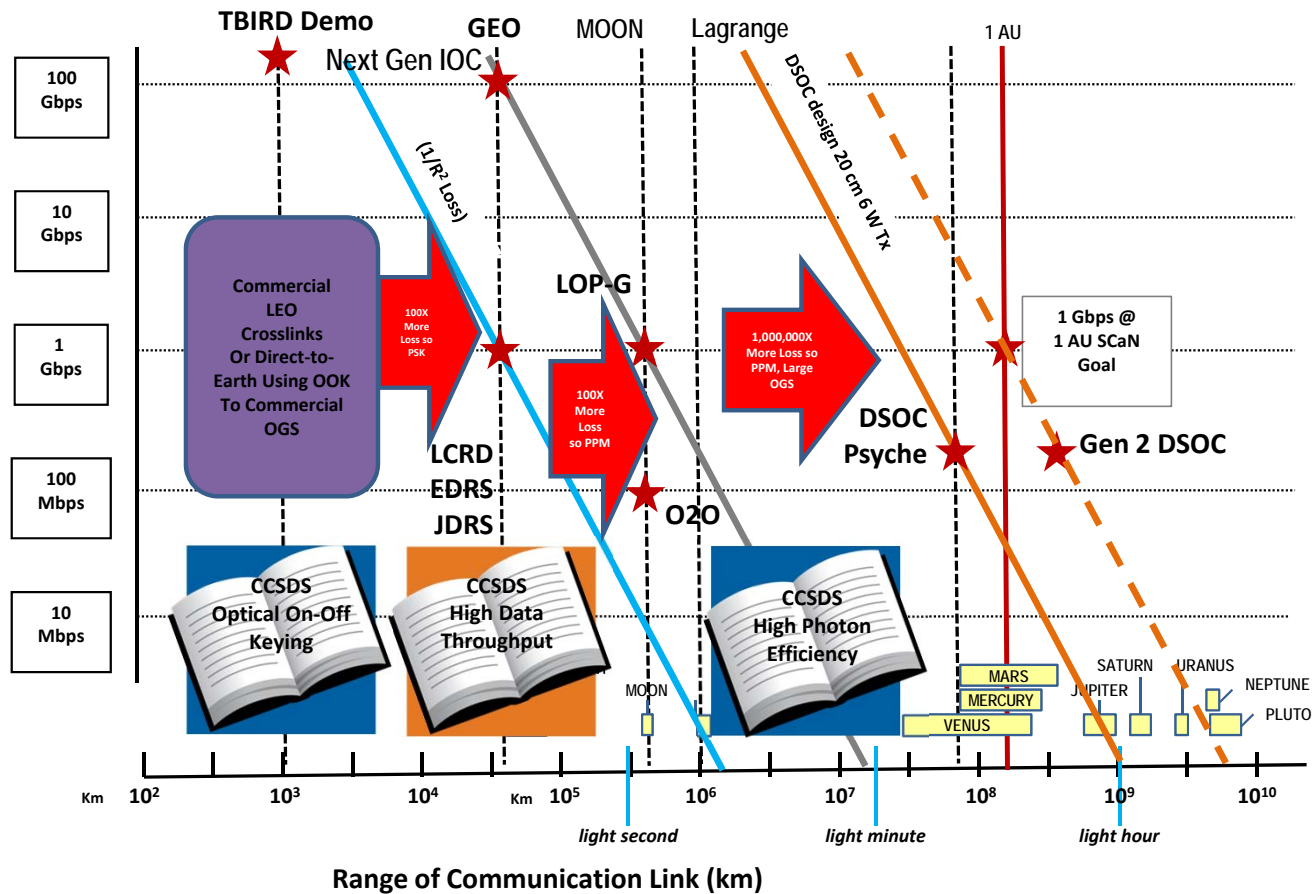 TBIRD Demo
GEO
MOON
Lagrange
1 AU
Next Gen IOC
100
Gbps
10
Gbps
1
Gbps
100
Mbps
10
Mbps
(1/R² Loss)
DSOC design 20 cm 6 W Tx
Commercial
LEO
Crosslinks
Or Direct-to-
Earth Using OOK
To Commercial
OGS
100X
More
Loss so
PSK
LOP-G
100X
More
Loss
so PPM
1,000,000X
More Loss so
PPM, Large
OGS
1 Gbps @
1 AU SCaN
Goal
DSOC
Psyche
Gen 2 DSOC
LCRD
EDRS
JDRS
O2O
CCSDS
Optical On-Off
Keying
CCSDS
High Data
Throughput
CCSDS
High Photon
Efficiency
MOON
MARS
MERCURY
VENUS
JUPITER
SATURN
URANUS
NEPTUNE
PLUTO
Km
10²
10³
10⁴
Km
10⁵
10⁶
10⁷
10⁸
10⁹
10¹⁰
light second
light minute
light hour
Range of Communication Link (km)